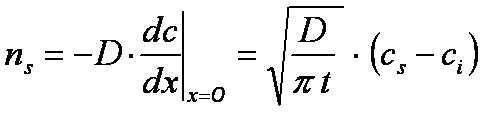 n_s = -D · dc/dx |_{x=0} = √(D/(π t)) · (c_s − c_i)